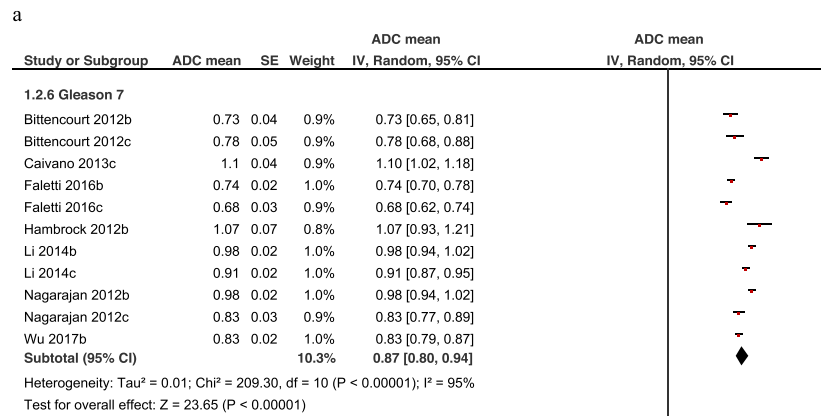 a
ADC mean ADC mean
Study or Subgroup ADC mean SE Weight IV, Random, 95% CI IV, Random, 95% CI
1.2.6 Gleason 7
Bittencourt 2012b 0.73 0.04 0.9% 0.73 [0.65, 0.81]
Bittencourt 2012c 0.78 0.05 0.9% 0.78 [0.68, 0.88]
Caivano 2013c 1.1 0.04 0.9% 1.10 [1.02, 1.18]
Faletti 2016b 0.74 0.02 1.0% 0.74 [0.70, 0.78]
Faletti 2016c 0.68 0.03 0.9% 0.68 [0.62, 0.74]
Hambrock 2012b 1.07 0.07 0.8% 1.07 [0.93, 1.21]
Li 2014b 0.98 0.02 1.0% 0.98 [0.94, 1.02]
Li 2014c 0.91 0.02 1.0% 0.91 [0.87, 0.95]
Nagarajan 2012b 0.98 0.02 1.0% 0.98 [0.94, 1.02]
Nagarajan 2012c 0.83 0.03 0.9% 0.83 [0.77, 0.89]
Wu 2017b 0.83 0.02 1.0% 0.83 [0.79, 0.87]
Subtotal (95% CI) 10.3% 0.87 [0.80, 0.94]
Heterogeneity: Tau² = 0.01; Chi² = 209.30, df = 10 (P < 0.00001); I² = 95%
Test for overall effect: Z = 23.65 (P < 0.00001)